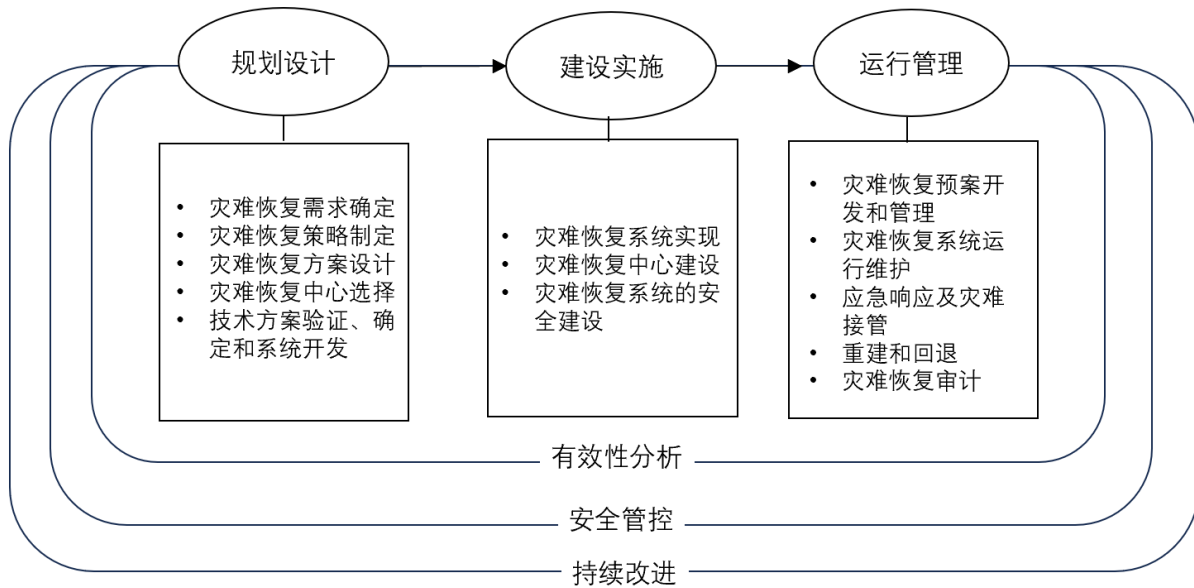 规划设计
建设实施
运行管理
• 灾难恢复需求确定
• 灾难恢复策略制定
• 灾难恢复方案设计
• 灾难恢复中心选择
• 技术方案验证、确
定和系统开发
• 灾难恢复系统实现
• 灾难恢复中心建设
• 灾难恢复系统的安
全建设
• 灾难恢复预案开
发和管理
• 灾难恢复系统运
行维护
• 应急响应及灾难
接管
• 重建和回退
• 灾难恢复审计
有效性分析
安全管控
持续改进